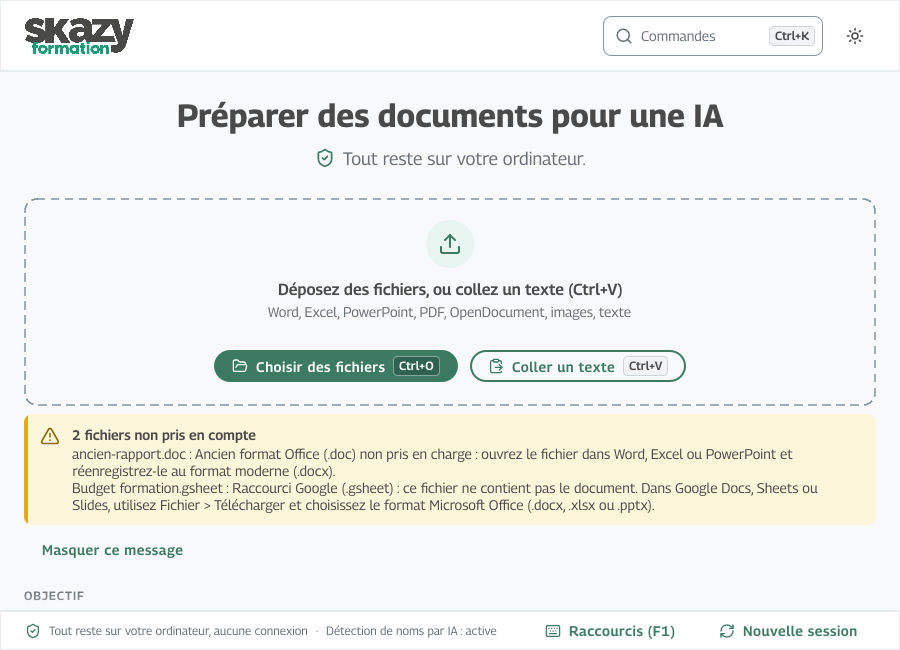 skazy
formation
Commandes Ctrl+K
Préparer des documents pour une IA
Tout reste sur votre ordinateur.
Déposez des fichiers, ou collez un texte (Ctrl+V)
Word, Excel, PowerPoint, PDF, OpenDocument, images, texte
Choisir des fichiers Ctrl+O Coller un texte Ctrl+V
2 fichiers non pris en compte
ancien-rapport.doc : Ancien format Office (.doc) non pris en charge : ouvrez le fichier dans Word, Excel ou PowerPoint et
réenregistrez-le au format moderne (.docx).
Budget formation.gsheet : Raccourci Google (.gsheet) : ce fichier ne contient pas le document. Dans Google Docs, Sheets ou
Slides, utilisez Fichier > Télécharger et choisissez le format Microsoft Office (.docx, .xlsx ou .pptx).
Masquer ce message
OBJECTIF
Tout reste sur votre ordinateur, aucune connexion · Détection de noms par IA : active Raccourcis (F1) Nouvelle session